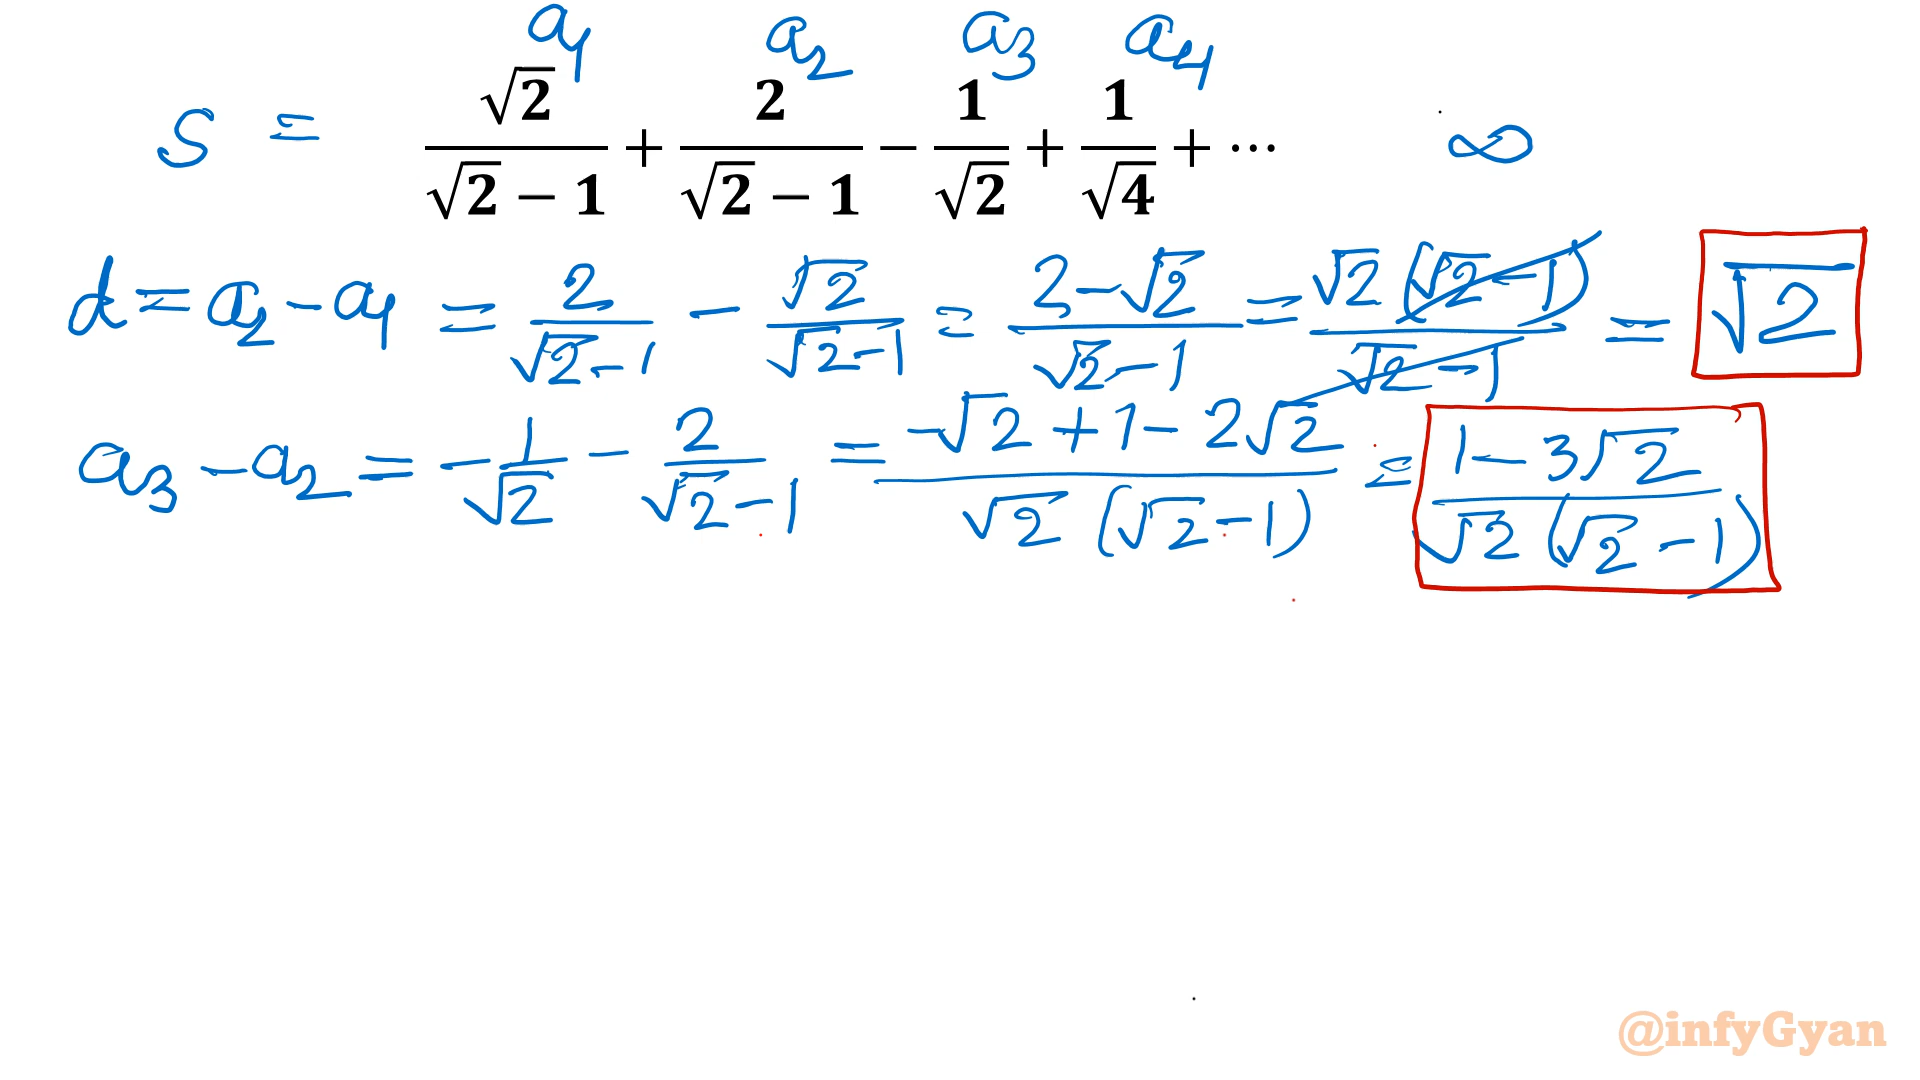 a₁ a₂ a₃ a₄
S = √2/(√2 − 1) + 2/(√2 − 1) − 1/√2 + 1/√4 + ⋯ ∞
d = a₂ − a₁ = 2/(√2−1) − √2/(√2−1) = (2−√2)/(√2−1) = √2(√2−1)/(√2−1) = √2
a₃ − a₂ = −1/√2 − 2/(√2−1) = (−√2+1−2√2)/(√2(√2−1)) = (1−3√2)/(√2(√2−1))
@infyGyan